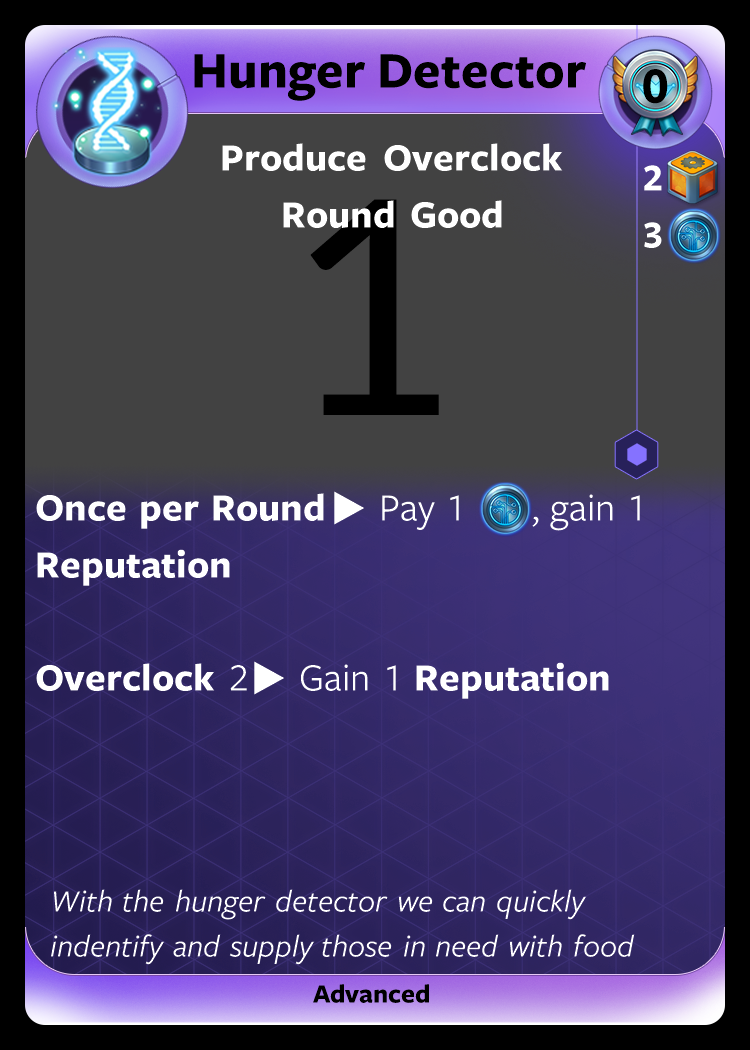 Hunger Detector
0
Produce Overclock
Round Good
2
3
1
Once per Round▶ Pay 1 , gain 1
Reputation
Overclock 2▶ Gain 1 Reputation
With the hunger detector we can quickly
indentify and supply those in need with food
Advanced